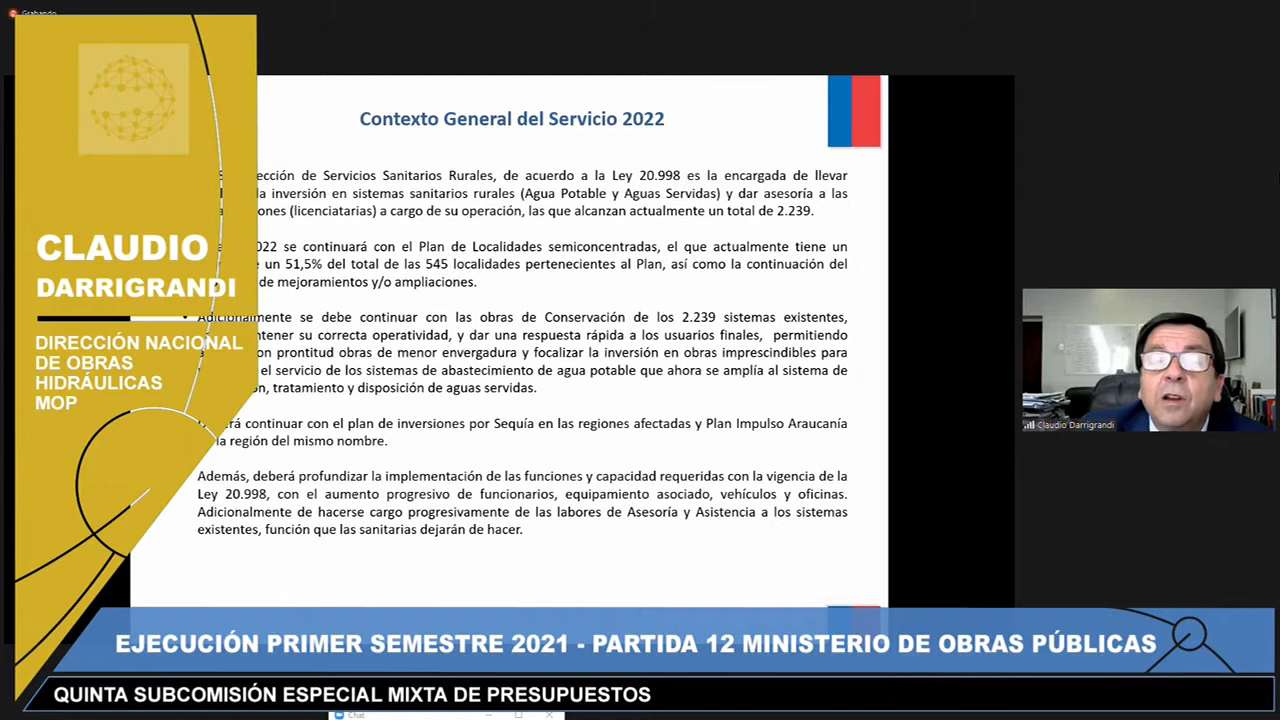 Grabando
Contexto General del Servicio 2022
ección de Servicios Sanitarios Rurales, de acuerdo a la Ley 20.998 es la encargada de llevar
la inversión en sistemas sanitarios rurales (Agua Potable y Aguas Servidas) y dar asesoría a las
ones (licenciatarias) a cargo de su operación, las que alcanzan actualmente un total de 2.239.
2022 se continuará con el Plan de Localidades semiconcentradas, el que actualmente tiene un
un 51,5% del total de las 545 localidades pertenecientes al Plan, así como la continuación del
de mejoramientos y/o ampliaciones.
• Adicionalmente se debe continuar con las obras de Conservación de los 2.239 sistemas existentes,
ntener su correcta operatividad, y dar una respuesta rápida a los usuarios finales, permitiendo
on prontitud obras de menor envergadura y focalizar la inversión en obras imprescindibles para
el servicio de los sistemas de abastecimiento de agua potable que ahora se amplía al sistema de
ón, tratamiento y disposición de aguas servidas.
rá continuar con el plan de inversiones por Sequía en las regiones afectadas y Plan Impulso Araucanía
la región del mismo nombre.
Además, deberá profundizar la implementación de las funciones y capacidad requeridas con la vigencia de la
Ley 20.998, con el aumento progresivo de funcionarios, equipamiento asociado, vehículos y oficinas.
Adicionalmente de hacerse cargo progresivamente de las labores de Asesoría y Asistencia a los sistemas
existentes, función que las sanitarias dejarán de hacer.
CLAUDIO
DARRIGRANDI
DIRECCIÓN NACIONAL
DE OBRAS
HIDRÁULICAS
MOP
Claudio Darrigrandi
EJECUCIÓN PRIMER SEMESTRE 2021 - PARTIDA 12 MINISTERIO DE OBRAS PÚBLICAS
QUINTA SUBCOMISIÓN ESPECIAL MIXTA DE PRESUPUESTOS
Chat